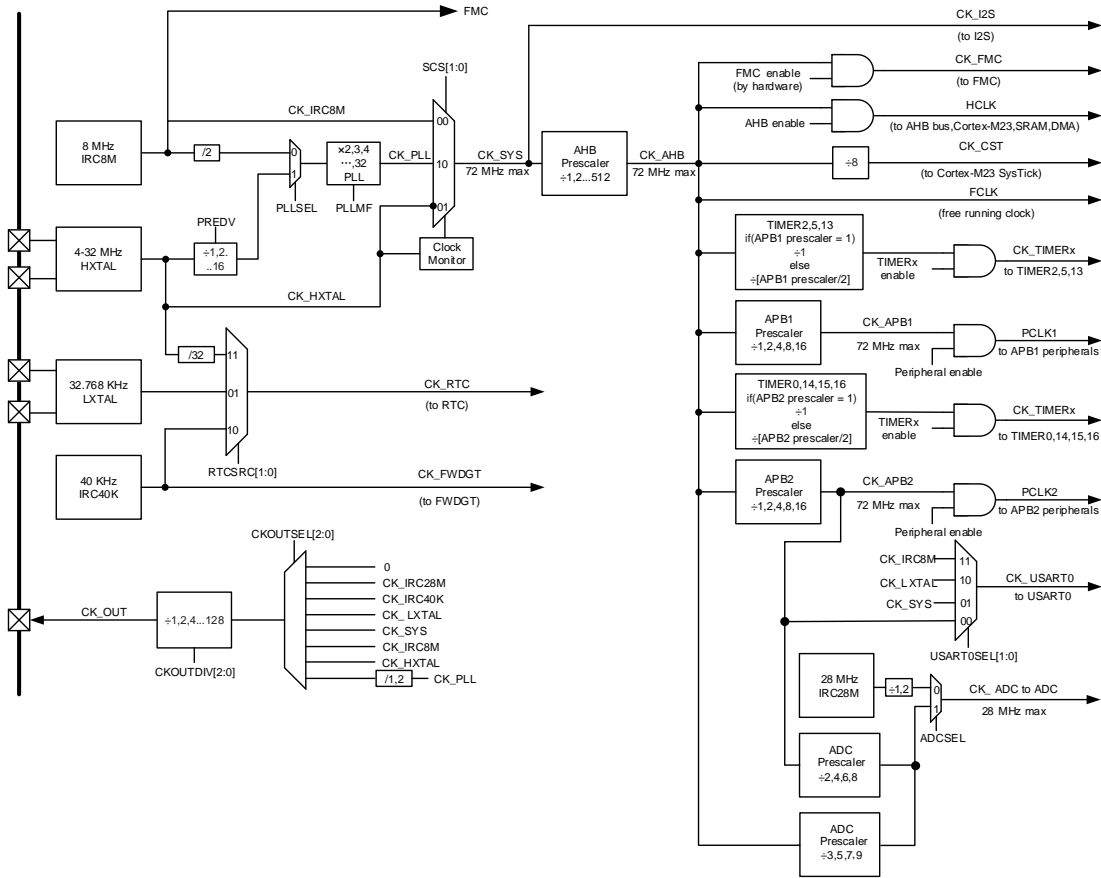 FMC
CK_I2S
(to I2S)
SCS[1:0]
CK_IRC8M
00
8 MHz
IRC8M
/2
0
1
PLLSEL
×2,3,4
…,32
PLL
PLLMF
CK_PLL
10
01
CK_SYS
72 MHz max
AHB
Prescaler
÷1,2...512
CK_AHB
72 MHz max
Clock
Monitor
PREDV
4-32 MHz
HXTAL
÷1,2.
..16
CK_HXTAL
/32
11
32.768 KHz
LXTAL
01
10
CK_RTC
(to RTC)
RTCSRC[1:0]
40 KHz
IRC40K
CK_FWDGT
(to FWDGT)
CKOUTSEL[2:0]
0
CK_IRC28M
CK_IRC40K
CK_ LXTAL
CK_SYS
CK_IRC8M
CK_HXTAL
/1,2
CK_PLL
CK_OUT
÷1,2,4...128
CKOUTDIV[2:0]
FMC enable
(by hardware)
CK_FMC
(to FMC)
AHB enable
HCLK
(to AHB bus,Cortex-M23,SRAM,DMA)
÷8
CK_CST
(to Cortex-M23 SysTick)
FCLK
(free running clock)
TIMER2,5,13
if(APB1 prescaler = 1)
÷1
else
÷[APB1 prescaler/2]
TIMERx
enable
CK_TIMERx
to TIMER2,5,13
APB1
Prescaler
÷1,2,4,8,16
CK_APB1
72 MHz max
Peripheral enable
PCLK1
to APB1 peripherals
TIMER0,14,15,16
if(APB2 prescaler = 1)
÷1
else
÷[APB2 prescaler/2]
TIMERx
enable
CK_TIMERx
to TIMER0,14,15,16
APB2
Prescaler
÷1,2,4,8,16
CK_APB2
72 MHz max
Peripheral enable
PCLK2
to APB2 peripherals
CK_IRC8M
11
CK_LXTAL
10
CK_SYS
01
00
CK_USART0
to USART0
USART0SEL[1:0]
28 MHz
IRC28M
÷1,2
0
1
CK_ ADC to ADC
28 MHz max
ADCSEL
ADC
Prescaler
÷2,4,6,8
ADC
Prescaler
÷3,5,7,9